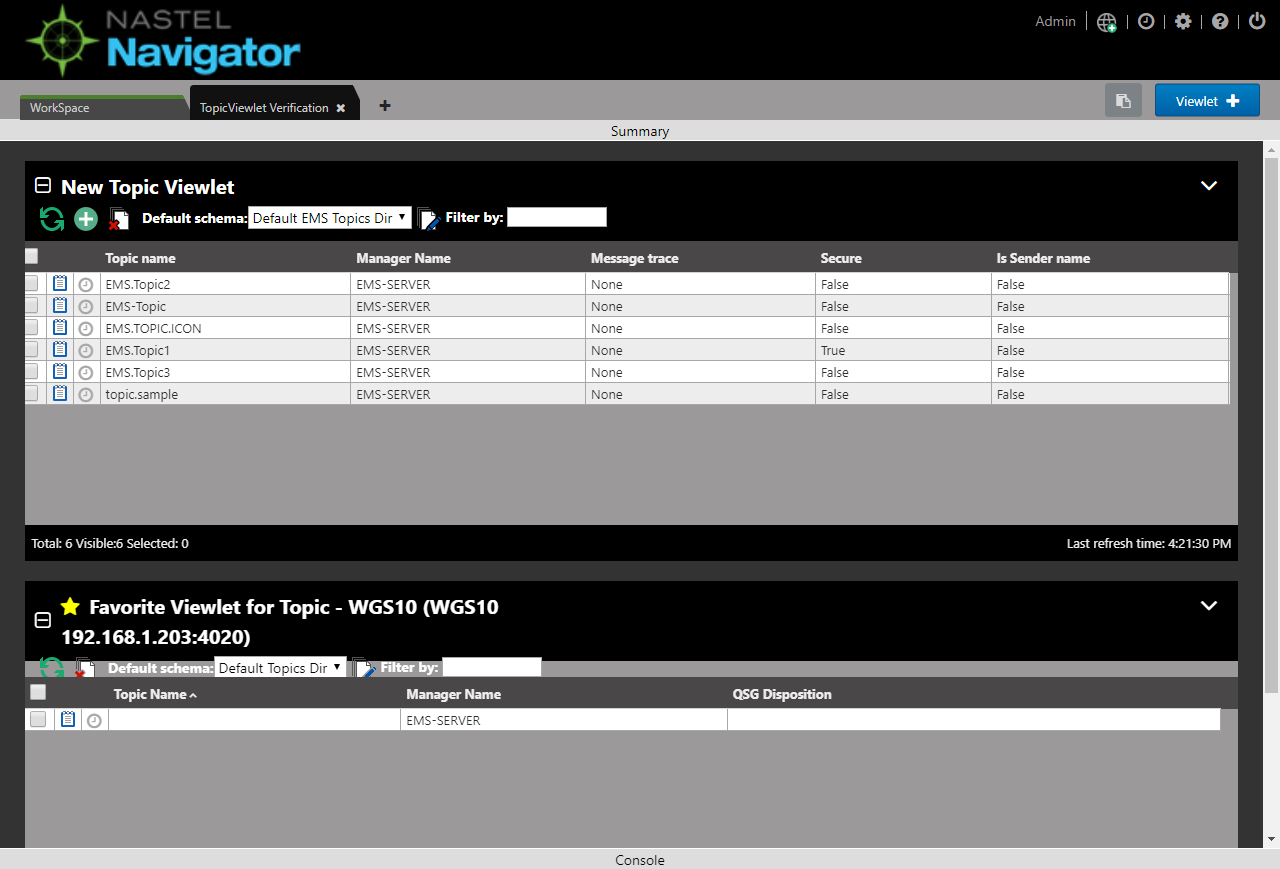 NASTEL
Navigator
Admin
WorkSpace
TopicViewlet Verification
Viewlet
Summary
New Topic Viewlet
Default schema: Default EMS Topics Dir Filter by:
Topic name Manager Name Message trace Secure Is Sender name
EMS.Topic2 EMS-SERVER None False False
EMS-Topic EMS-SERVER None False False
EMS.TOPIC.ICON EMS-SERVER None False False
EMS.Topic1 EMS-SERVER None True False
EMS.Topic3 EMS-SERVER None False False
topic.sample EMS-SERVER None False False
Total: 6 Visible:6 Selected: 0 Last refresh time: 4:21:30 PM
Favorite Viewlet for Topic - WGS10 (WGS10
192.168.1.203:4020)
Default schema: Default Topics Dir Filter by:
Topic Name Manager Name QSG Disposition
EMS-SERVER
Console